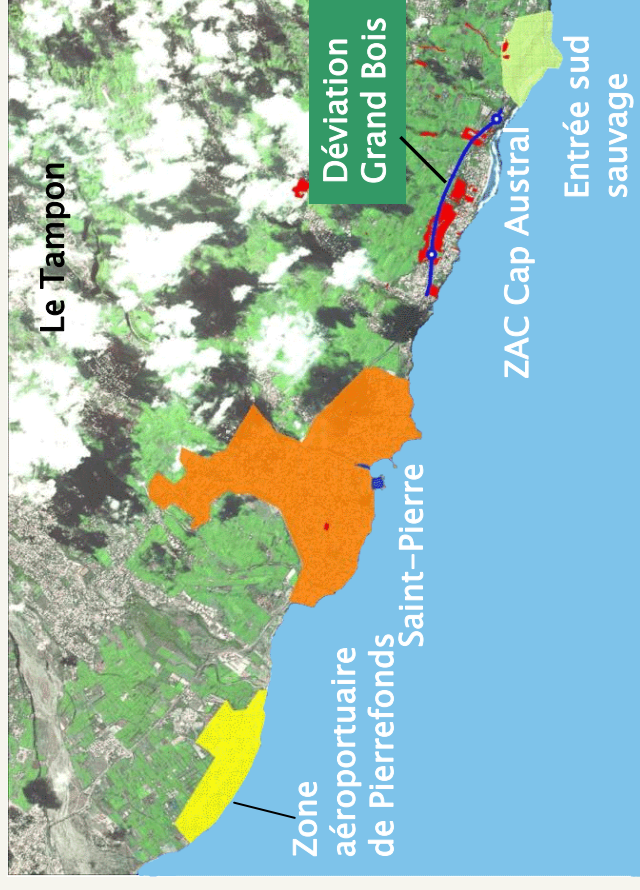 Le Tampon
Déviation
Grand Bois
Entrée sud
sauvage
ZAC Cap Austral
Saint-Pierre
Zone
aéroportuaire
de Pierrefonds